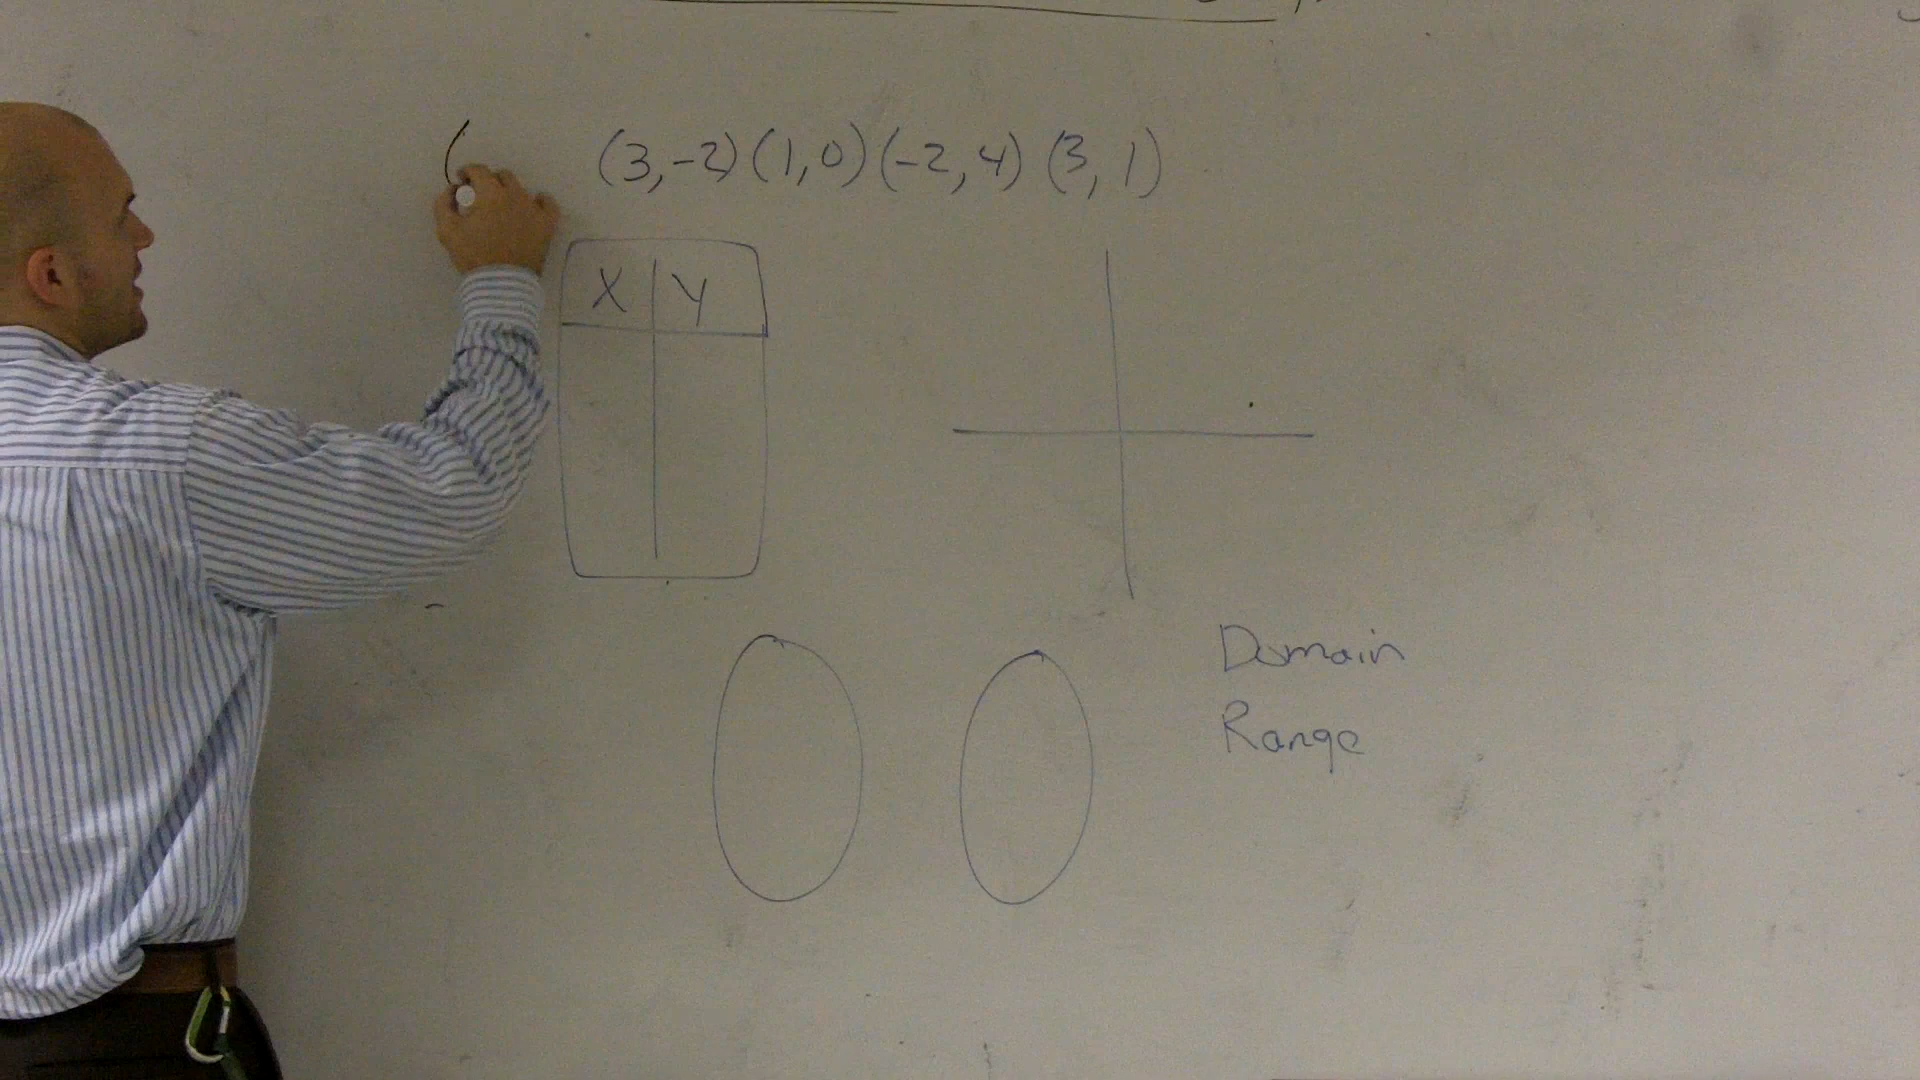 ( (3,-2) (1,0) (-2,4) (3,1)
X Y
Domain
Range